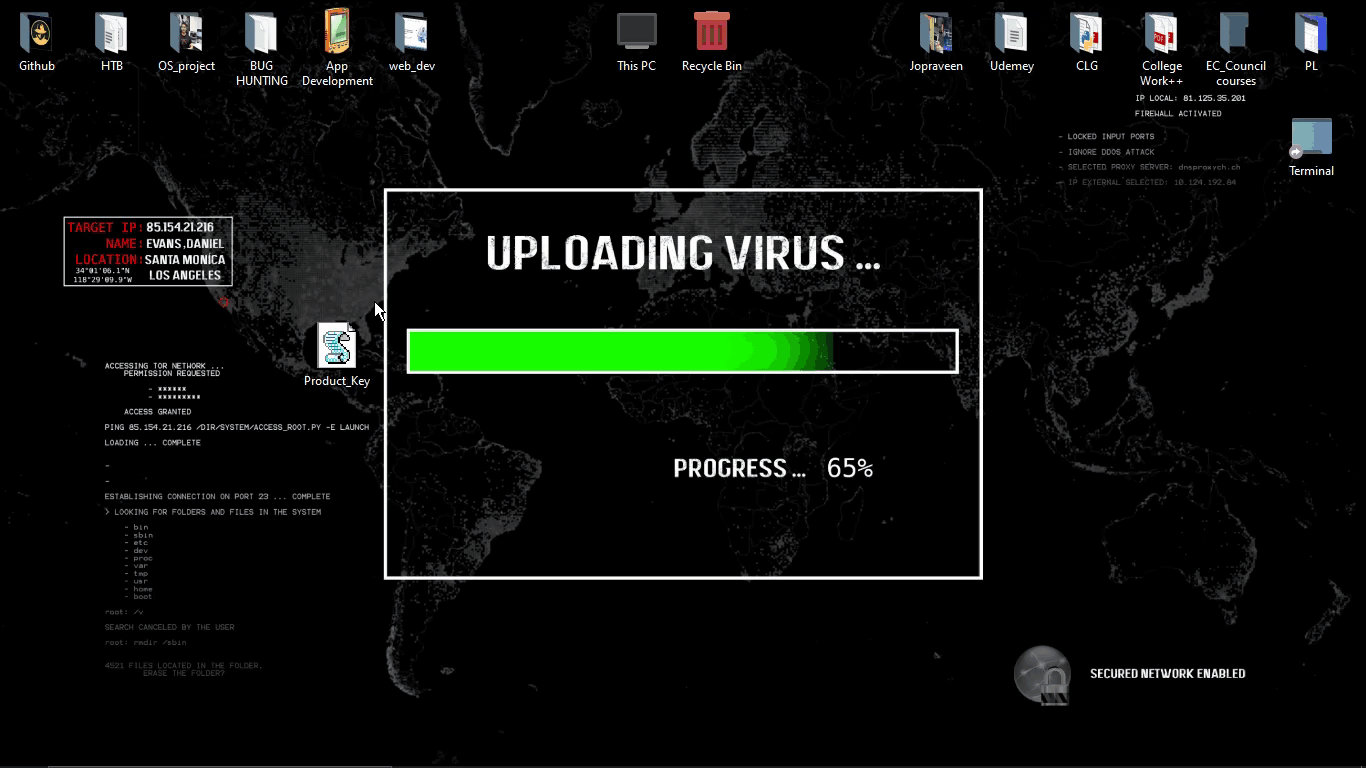 Github
HTB
OS_project
BUG
HUNTING
App
Development
web_dev
This PC
Recycle Bin
Jopraveen
Udemey
CLG
College
Work++
EC_Council
courses
PL
IP LOCAL: 81.125.35.201
FIREWALL ACTIVATED
- LOCKED INPUT PORTS
- IGNORE DDOS ATTACK
- SELECTED PROXY SERVER: dnsproxych.ch
- IP EXTERNAL SELECTED: 10.124.192.64
Terminal
TARGET IP: 85.154.21.216
NAME: EVANS,DANIEL
LOCATION: SANTA MONICA
34°01'06.1"N
118°29'09.9"W
LOS ANGELES
UPLOADING VIRUS ...
PROGRESS ... 65%
Product_Key
ACCESSING TOR NETWORK ...
PERMISSION REQUESTED
- ******
- *********
ACCESS GRANTED
PING 85.154.21.216 /DIR/SYSTEM/ACCESS_ROOT.PY -E LAUNCH
LOADING ... COMPLETE
-
-
ESTABLISHING CONNECTION ON PORT 23 ... COMPLETE
> LOOKING FOR FOLDERS AND FILES IN THE SYSTEM
- bin
- sbin
- etc
- dev
- proc
- var
- tmp
- usr
- home
- boot
root: /v
SEARCH CANCELED BY THE USER
root: rmdir /sbin
4521 FILES LOCATED IN THE FOLDER,
ERASE THE FOLDER?
SECURED NETWORK ENABLED